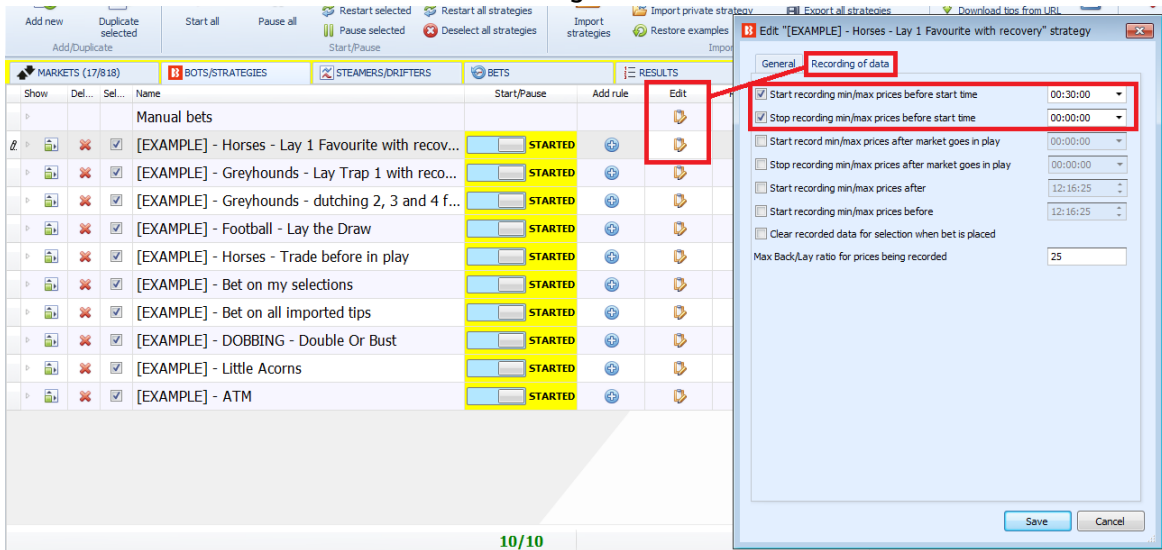 Add new
Duplicate selected
Start all
Pause all
Restart selected
Restart all strategies
Pause selected
Deselect all strategies
Import strategies
Import private strategy
Export all strategies
Download tips from URL
Restore examples
Add/Duplicate
Start/Pause
MARKETS (17/818)
BOTS/STRATEGIES
STEAMERS/DRIFTERS
BETS
RESULTS
Show Del... Sel... Name Start/Pause Add rule Edit
Manual bets
[EXAMPLE] - Horses - Lay 1 Favourite with recov... STARTED
[EXAMPLE] - Greyhounds - Lay Trap 1 with reco... STARTED
[EXAMPLE] - Greyhounds - dutching 2, 3 and 4 f... STARTED
[EXAMPLE] - Football - Lay the Draw STARTED
[EXAMPLE] - Horses - Trade before in play STARTED
[EXAMPLE] - Bet on my selections STARTED
[EXAMPLE] - Bet on all imported tips STARTED
[EXAMPLE] - DOBBING - Double Or Bust STARTED
[EXAMPLE] - Little Acorns STARTED
[EXAMPLE] - ATM STARTED
10/10
Edit "[EXAMPLE] - Horses - Lay 1 Favourite with recovery" strategy
General Recording of data
Start recording min/max prices before start time 00:30:00
Stop recording min/max prices before start time 00:00:00
Start record min/max prices after market goes in play 00:00:00
Stop recording min/max prices after market goes in play 00:00:00
Start recording min/max prices after 12:16:25
Start recording min/max prices before 12:16:25
Clear recorded data for selection when bet is placed
Max Back/Lay ratio for prices being recorded 25
Save Cancel